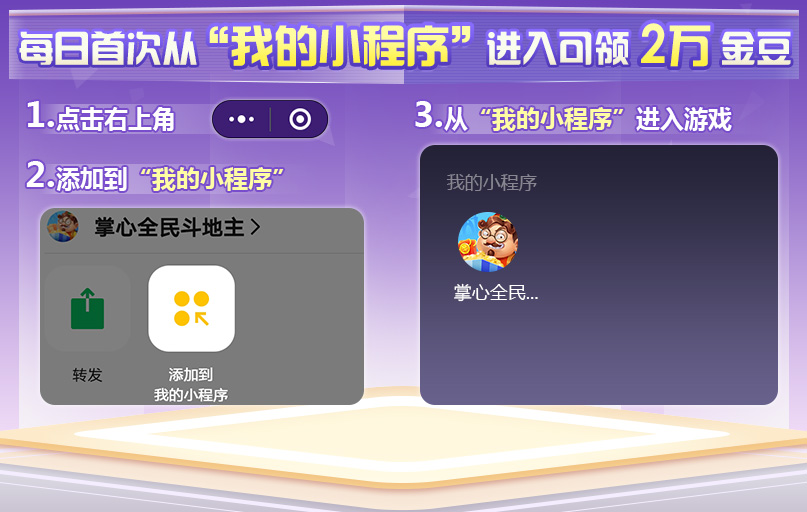 每日首次从“我的小程序”进入可领2万金豆
1.点击右上角
2.添加到“我的小程序”
掌心全民斗地主
转发
添加到
我的小程序
3.从“我的小程序”进入游戏
我的小程序
掌心全民...